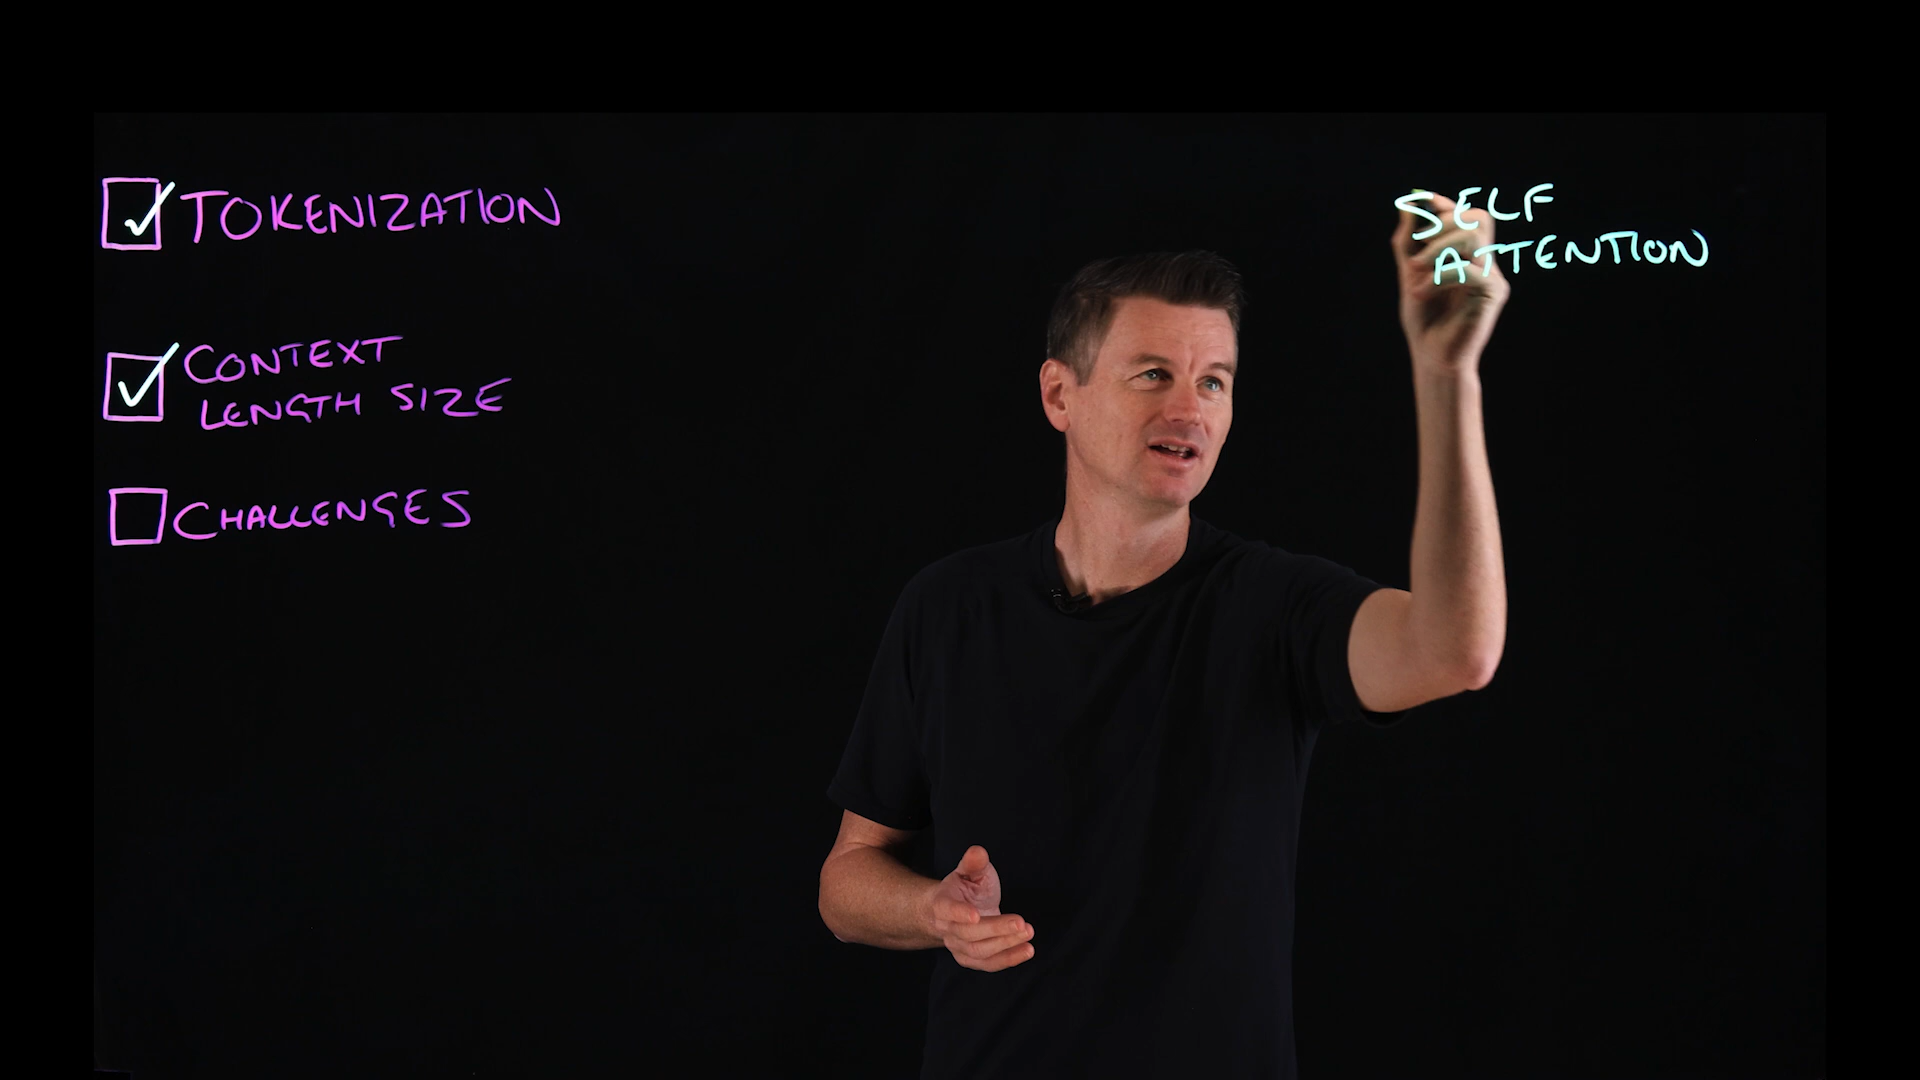 TOKENIZATION
CONTEXT
LENGTH SIZE
CHALLENGES
SELF
ATTENTION